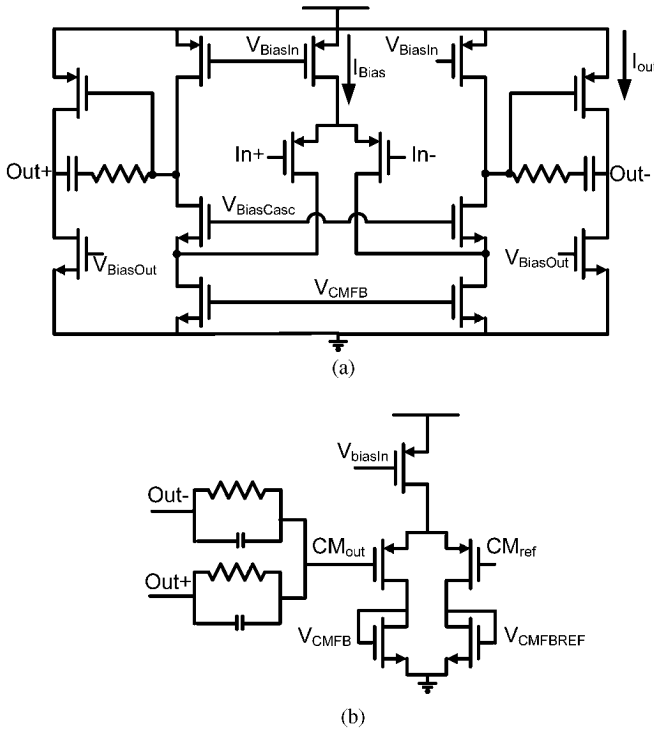 V_BiasIn
V_BiasIn
I_Bias
I_out
In+
In-
Out+
Out-
V_BiasCasc
V_BiasOut
V_BiasOut
V_CMFB
(a)
V_biasIn
Out-
CM_out
CM_ref
Out+
V_CMFB
V_CMFBREF
(b)